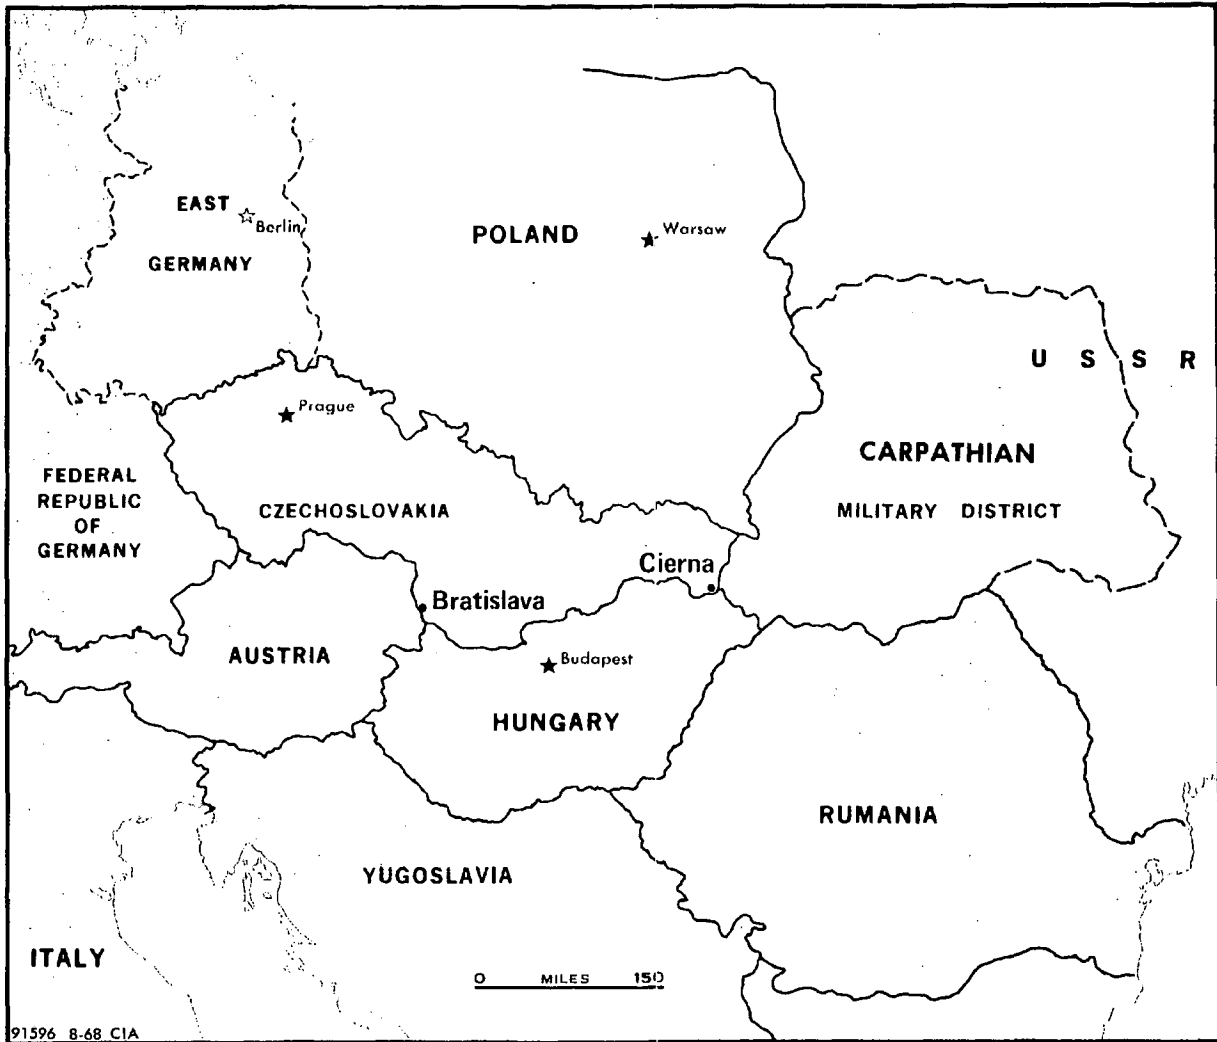 EAST
Berlin
GERMANY
POLAND
Warsaw
U S S R
Prague
CARPATHIAN
MILITARY DISTRICT
FEDERAL
REPUBLIC
OF
GERMANY
CZECHOSLOVAKIA
Cierna
Bratislava
AUSTRIA
Budapest
HUNGARY
RUMANIA
YUGOSLAVIA
ITALY
0 MILES 150
91596 8-68 CIA